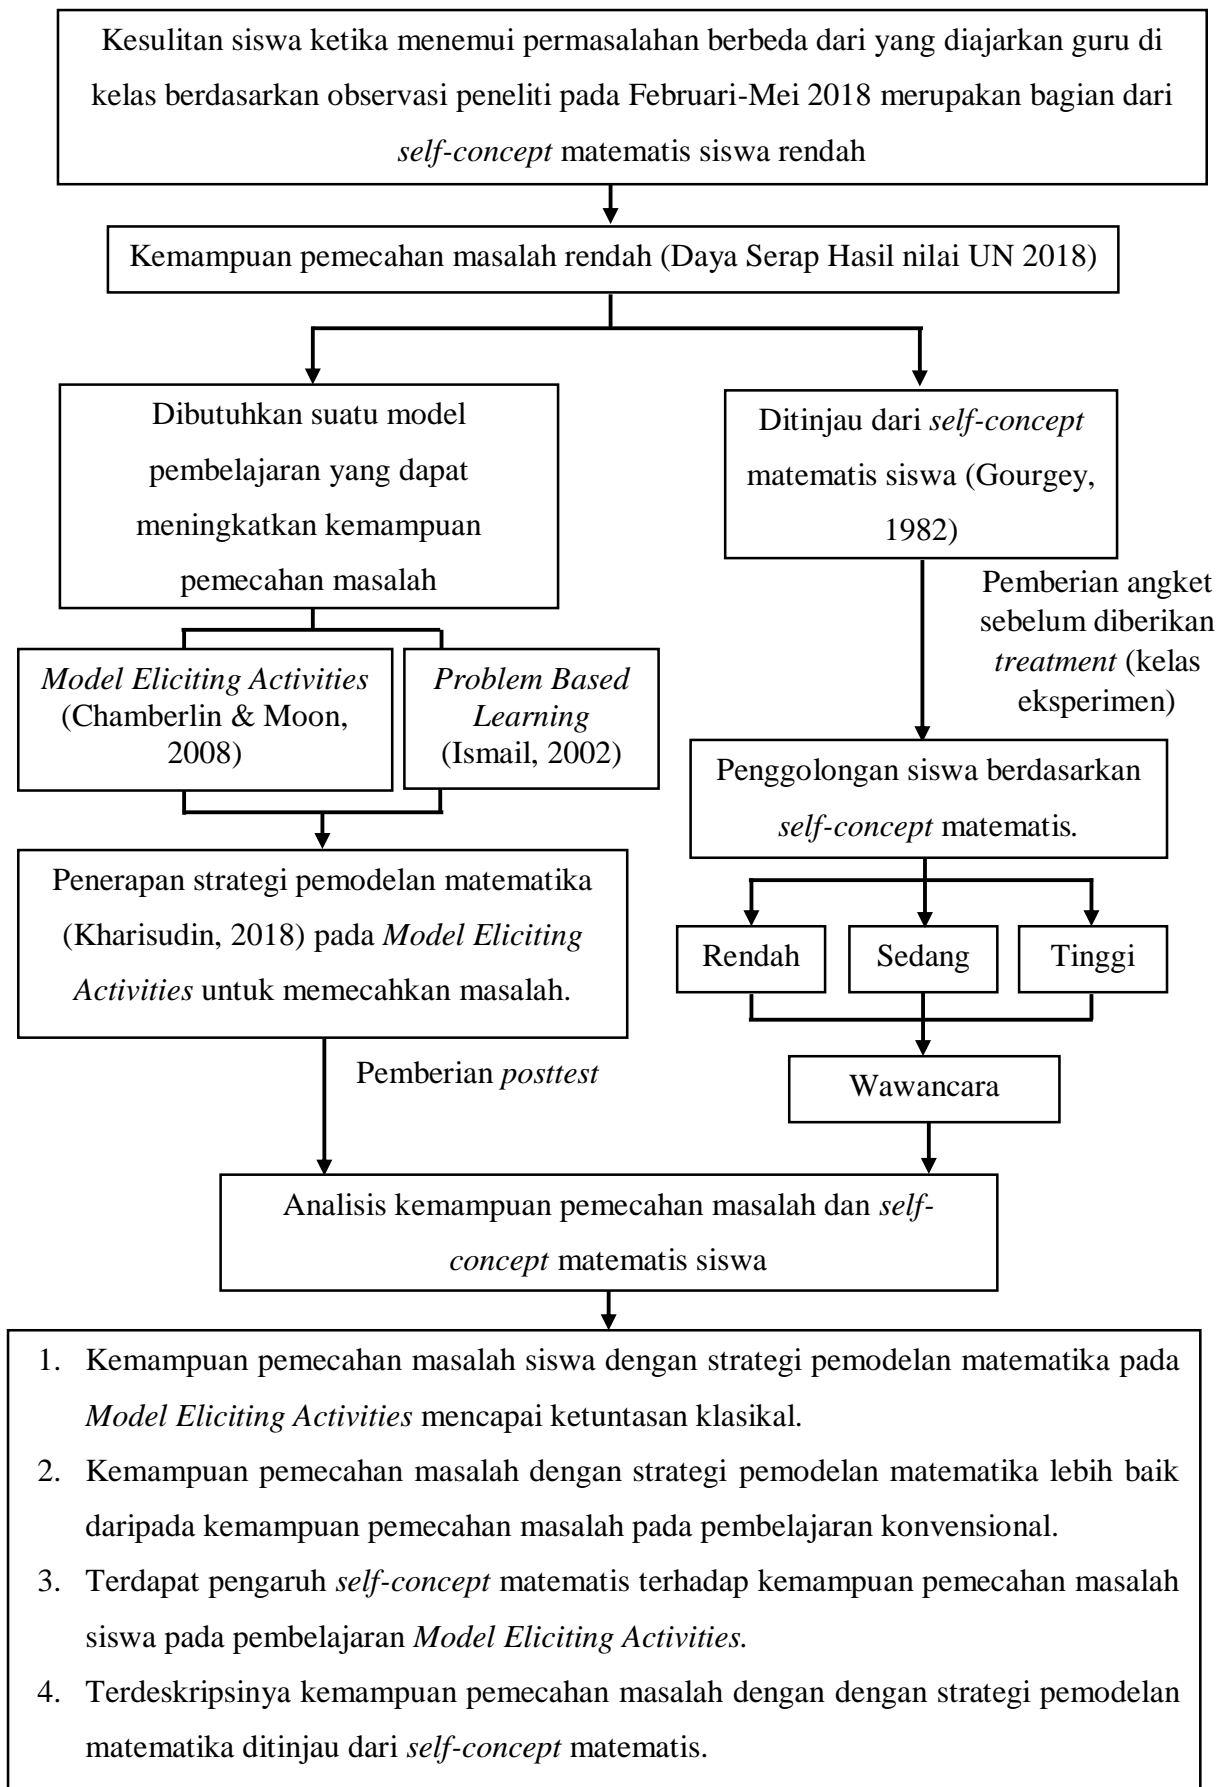 Kesulitan siswa ketika menemui permasalahan berbeda dari yang diajarkan guru di
kelas berdasarkan observasi peneliti pada Februari-Mei 2018 merupakan bagian dari
self-concept matematis siswa rendah
Kemampuan pemecahan masalah rendah (Daya Serap Hasil nilai UN 2018)
Dibutuhkan suatu model
pembelajaran yang dapat
meningkatkan kemampuan
pemecahan masalah
Ditinjau dari self-concept
matematis siswa (Gourgey,
1982)
Pemberian angket
sebelum diberikan
treatment (kelas
eksperimen)
Model Eliciting Activities
(Chamberlin & Moon,
2008)
Problem Based
Learning
(Ismail, 2002)
Penggolongan siswa berdasarkan
self-concept matematis.
Penerapan strategi pemodelan matematika
(Kharisudin, 2018) pada Model Eliciting
Activities untuk memecahkan masalah.
Rendah
Sedang
Tinggi
Pemberian posttest
Wawancara
Analisis kemampuan pemecahan masalah dan self-
concept matematis siswa
1. Kemampuan pemecahan masalah siswa dengan strategi pemodelan matematika pada
Model Eliciting Activities mencapai ketuntasan klasikal.
2. Kemampuan pemecahan masalah dengan strategi pemodelan matematika lebih baik
daripada kemampuan pemecahan masalah pada pembelajaran konvensional.
3. Terdapat pengaruh self-concept matematis terhadap kemampuan pemecahan masalah
siswa pada pembelajaran Model Eliciting Activities.
4. Terdeskripsinya kemampuan pemecahan masalah dengan dengan strategi pemodelan
matematika ditinjau dari self-concept matematis.